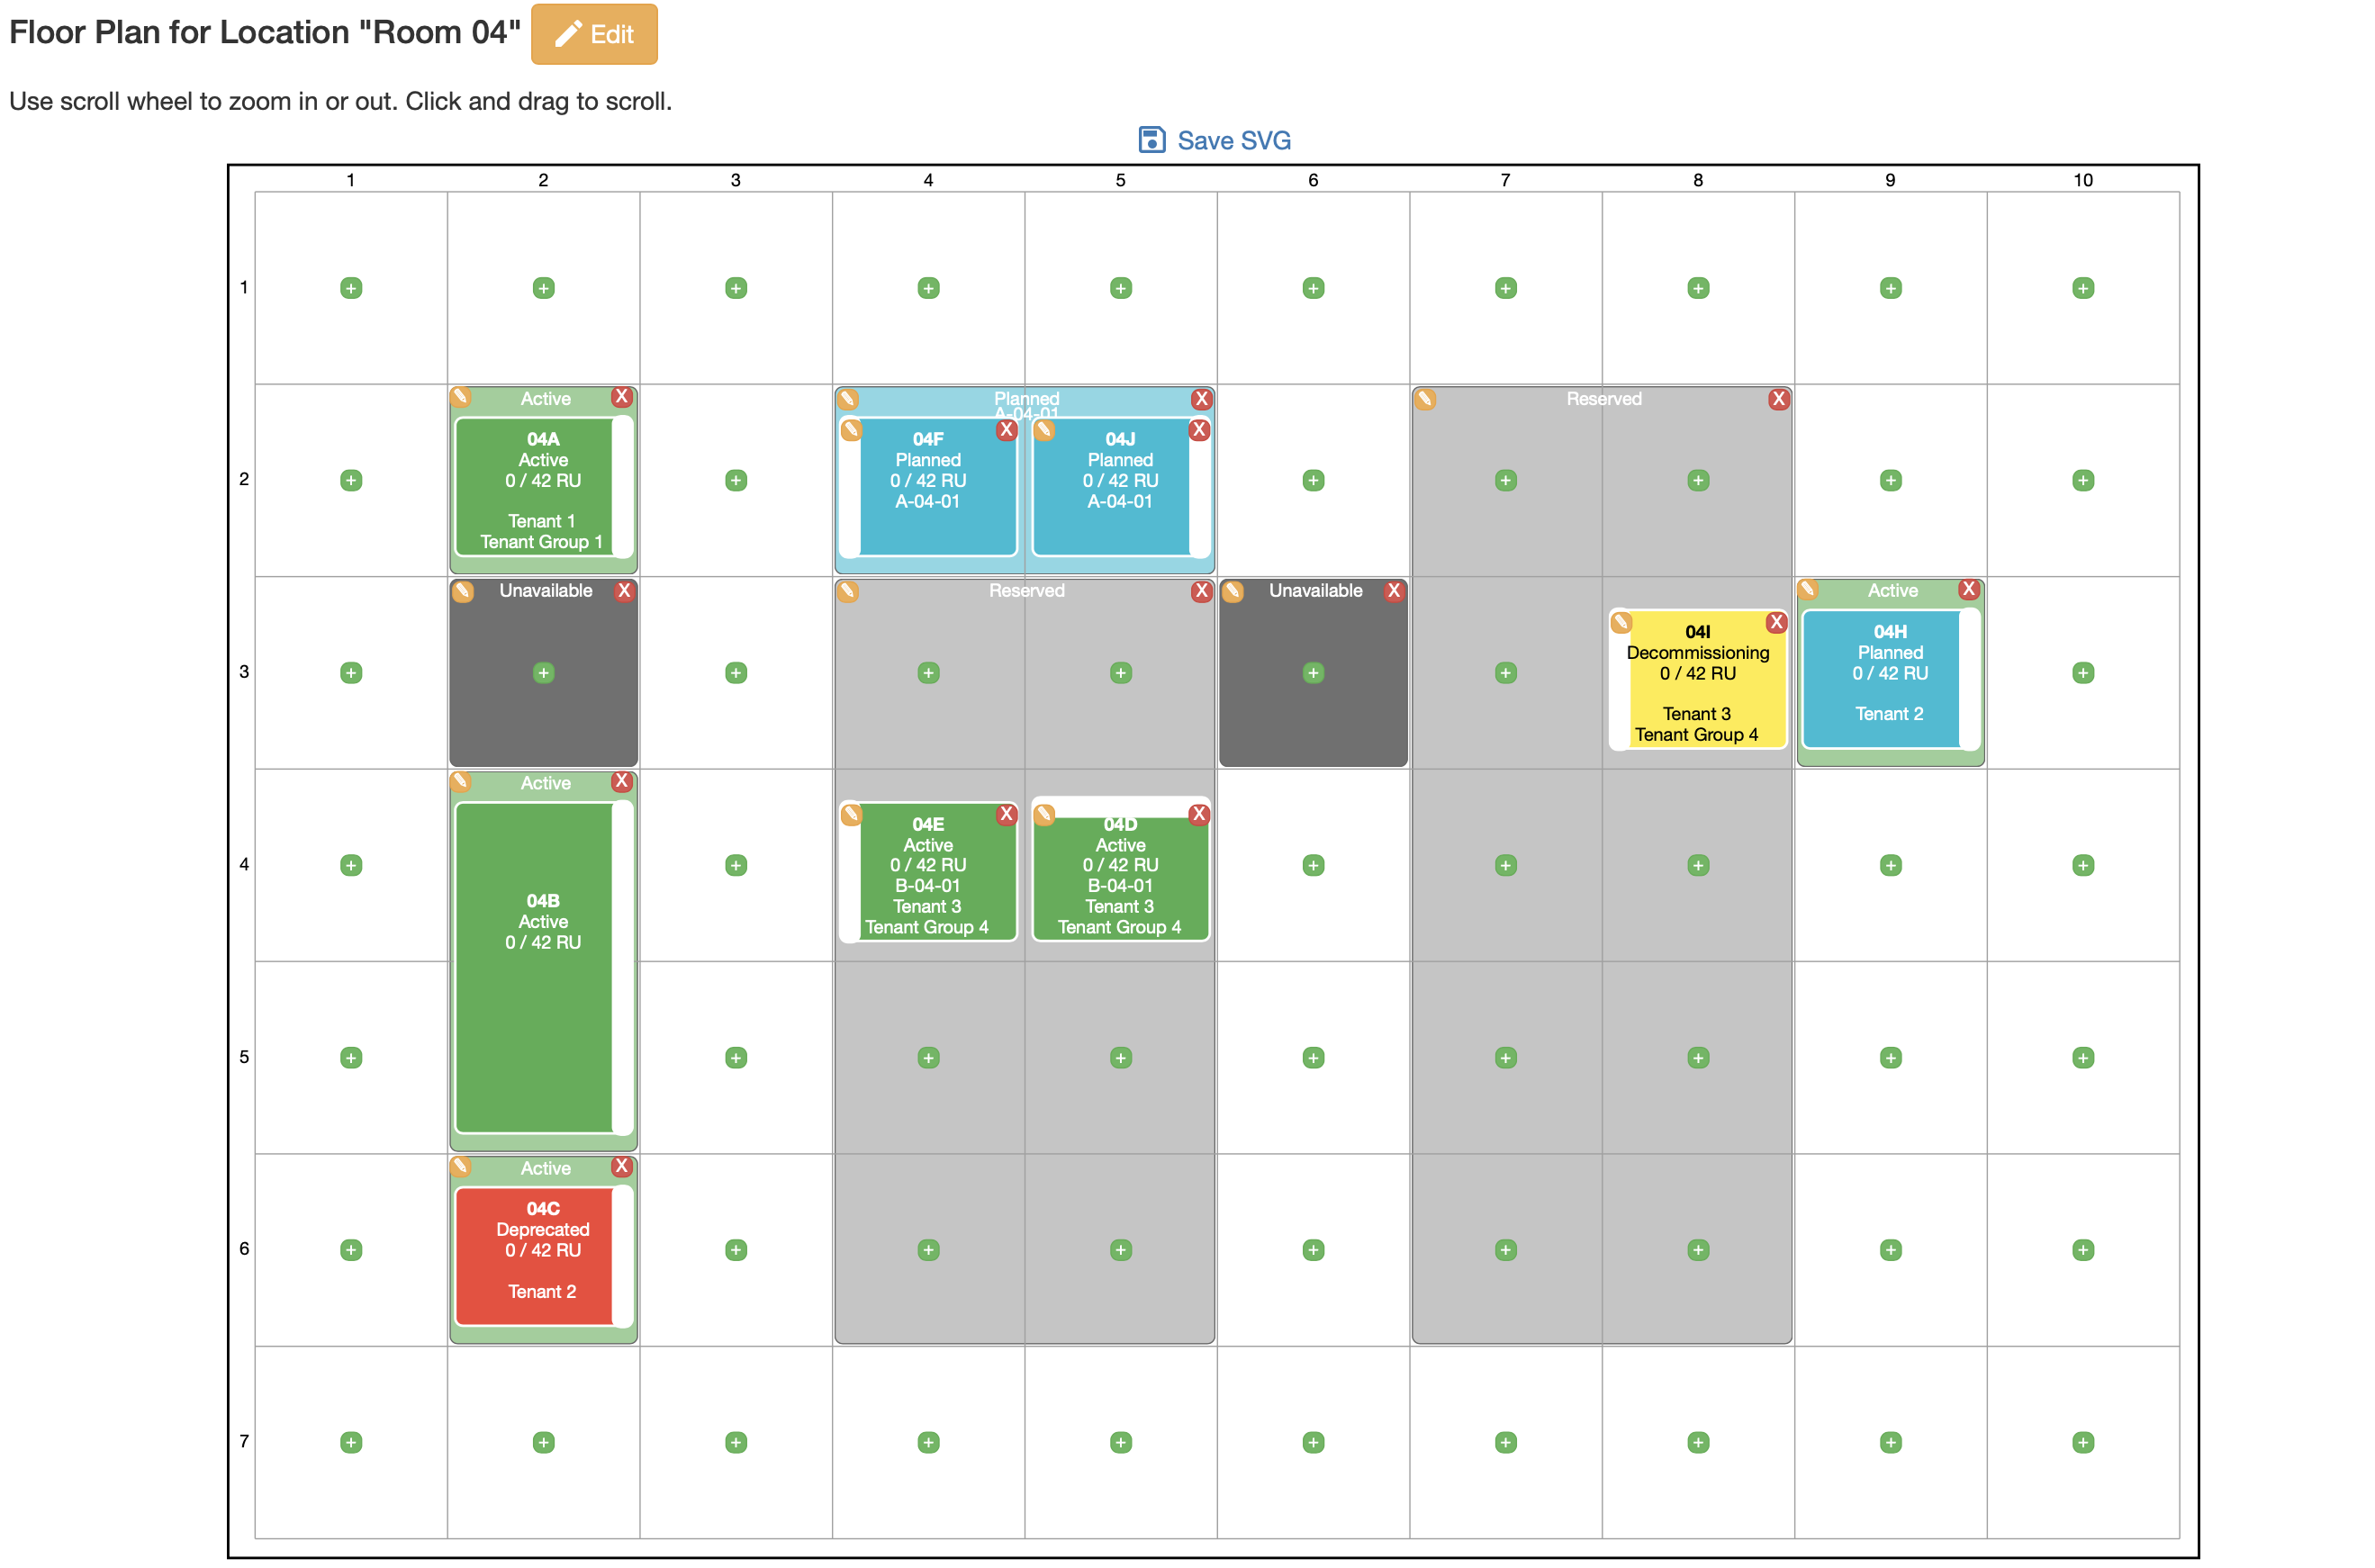 Floor Plan for Location "Room 04"
Edit
Use scroll wheel to zoom in or out. Click and drag to scroll.
Save SVG
1 2 3 4 5 6 7 8 9 10
1
2
Active X
04A
Active
0 / 42 RU
Tenant 1
Tenant Group 1
Planned X
A-04-01
04F X
Planned
0 / 42 RU
A-04-01
04J X
Planned
0 / 42 RU
A-04-01
Reserved X
3
Unavailable X
Reserved X
Unavailable X
04I X
Decommissioning
0 / 42 RU
Tenant 3
Tenant Group 4
Active X
04H
Planned
0 / 42 RU
Tenant 2
4
Active X
04B
Active
0 / 42 RU
04E X
Active
0 / 42 RU
B-04-01
Tenant 3
Tenant Group 4
04D X
Active
0 / 42 RU
B-04-01
Tenant 3
Tenant Group 4
5
6
Active X
04C
Deprecated
0 / 42 RU
Tenant 2
7